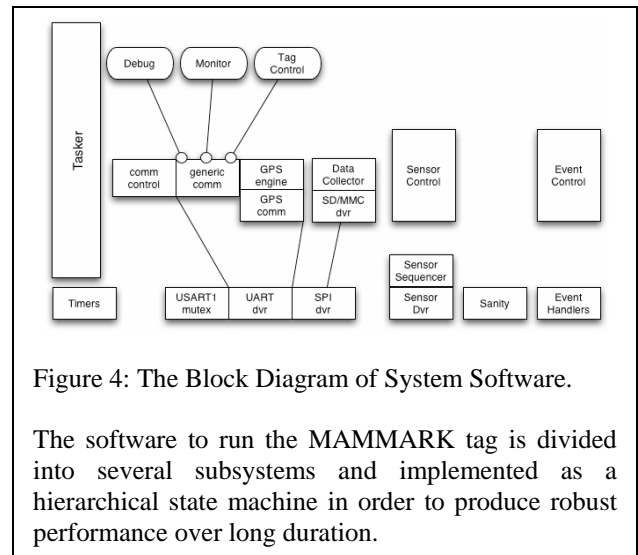 Debug
Monitor
Tag
Control
Tasker
comm
control
generic
comm
GPS
engine
GPS
comm
Data
Collector
SD/MMC
dvr
Sensor
Control
Event
Control
Timers
USART1
mutex
UART
dvr
SPI
dvr
Sensor
Sequencer
Sensor
Dvr
Sanity
Event
Handlers
Figure 4: The Block Diagram of System Software.
The software to run the MAMMARK tag is divided
into several subsystems and implemented as a
hierarchical state machine in order to produce robust
performance over long duration.